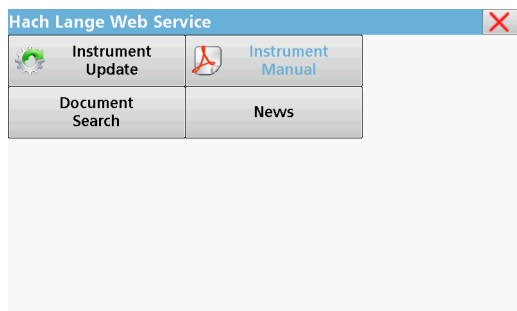 Hach Lange Web Service
Instrument
Update
Instrument
Manual
Document
Search
News